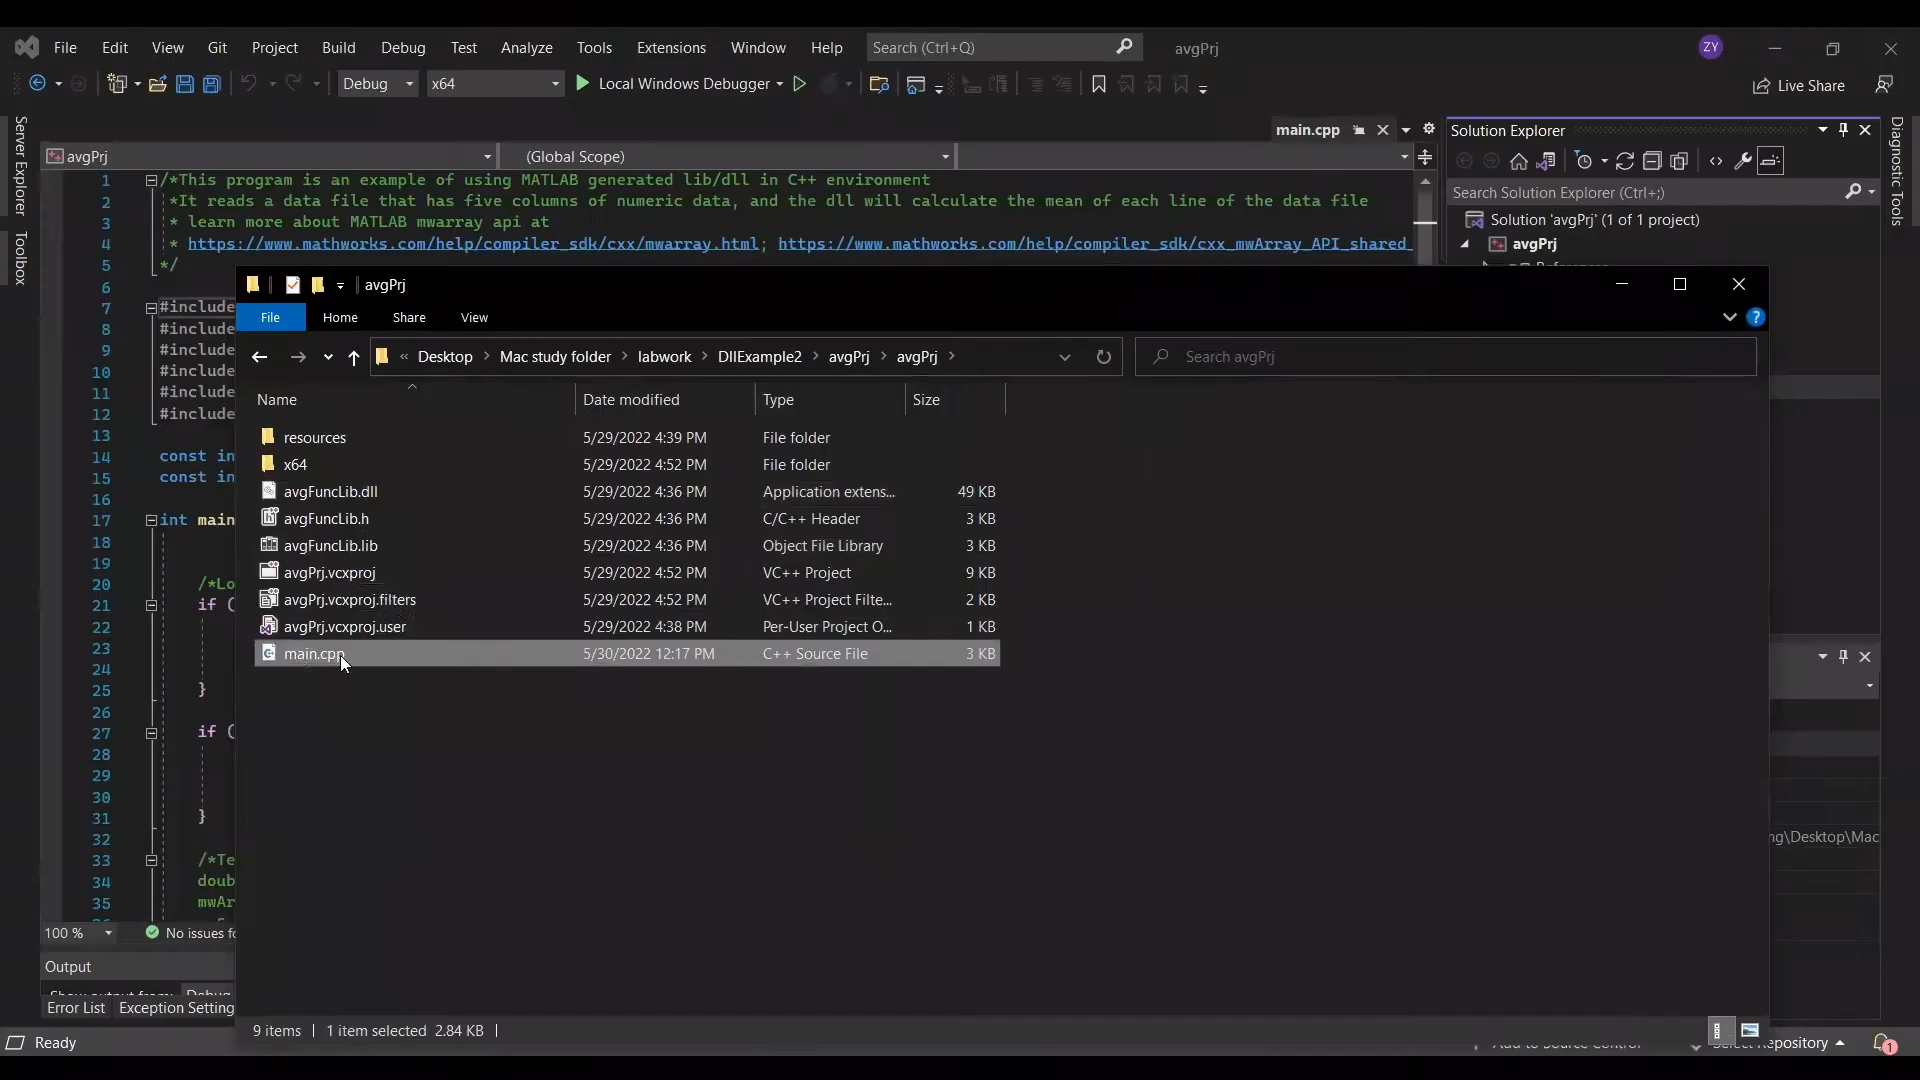 File Edit View Git Project Build Debug Test Analyze Tools Extensions Window Help Search (Ctrl+Q) avgPrj ZY
Debug x64 Local Windows Debugger Live Share
Server Explorer
Toolbox
main.cpp
avgPrj (Global Scope)
1 /*This program is an example of using MATLAB generated lib/dll in C++ environment
2 *It reads a data file that has five columns of numeric data, and the dll will calculate the mean of each line of the data file
3 * learn more about MATLAB mwarray api at
4 * https://www.mathworks.com/help/compiler_sdk/cxx/mwarray.html; https://www.mathworks.com/help/compiler_sdk/cxx_mwArray_API_shared_
5 */
6
7 #include
8 #include
9 #include
10 #include
11 #include
12 #include
13
14 const in
15 const in
16
17 int main
18
19
20 /*Lo
21 if (
22
23
24
25 }
26
27 if (
28
29
30
31 }
32
33 /*Te
34 doub
35 mwAr
100 % No issues fo
Output
Error List Exception Setting
Ready
Solution Explorer
Search Solution Explorer (Ctrl+;)
Solution 'avgPrj' (1 of 1 project)
avgPrj
Diagnostic Tools
avgPrj
File Home Share View
« Desktop Mac study folder labwork DllExample2 avgPrj avgPrj Search avgPrj
Name Date modified Type Size
resources 5/29/2022 4:39 PM File folder
x64 5/29/2022 4:52 PM File folder
avgFuncLib.dll 5/29/2022 4:36 PM Application extens... 49 KB
avgFuncLib.h 5/29/2022 4:36 PM C/C++ Header 3 KB
avgFuncLib.lib 5/29/2022 4:36 PM Object File Library 3 KB
avgPrj.vcxproj 5/29/2022 4:52 PM VC++ Project 9 KB
avgPrj.vcxproj.filters 5/29/2022 4:52 PM VC++ Project Filte... 2 KB
avgPrj.vcxproj.user 5/29/2022 4:38 PM Per-User Project O... 1 KB
main.cpp 5/30/2022 12:17 PM C++ Source File 3 KB
9 items 1 item selected 2.84 KB
ng\Desktop\Mac
Select Repository 1